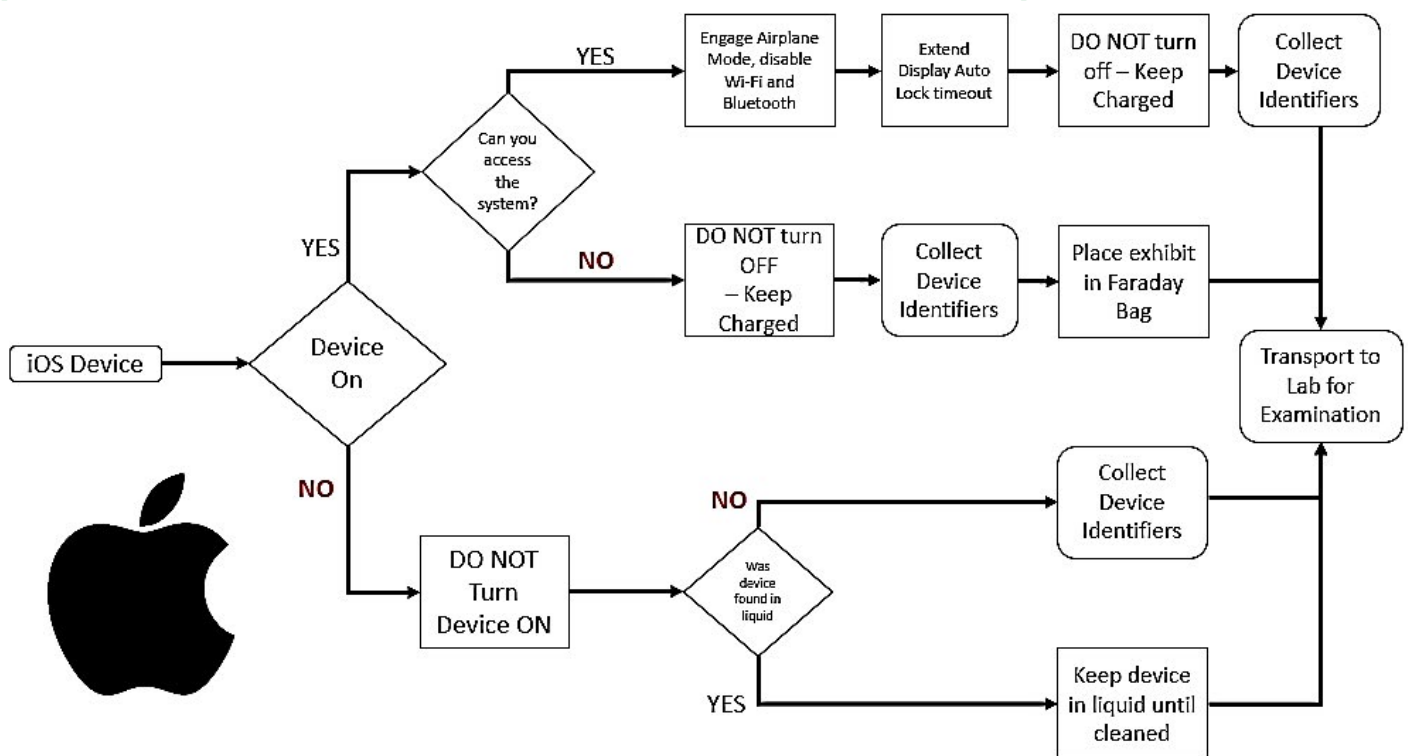 YES
Engage Airplane
Mode, disable
Wi-Fi and
Bluetooth
Extend
Display Auto
Lock timeout
DO NOT turn
off – Keep
Charged
Collect
Device
Identifiers
Can you
access
the
system?
YES
NO
DO NOT turn
OFF
– Keep
Charged
Collect
Device
Identifiers
Place exhibit
in Faraday
Bag
iOS Device
Device
On
Transport to
Lab for
Examination
NO
DO NOT
Turn
Device ON
Was
device
found in
liquid
NO
Collect
Device
Identifiers
YES
Keep device
in liquid until
cleaned